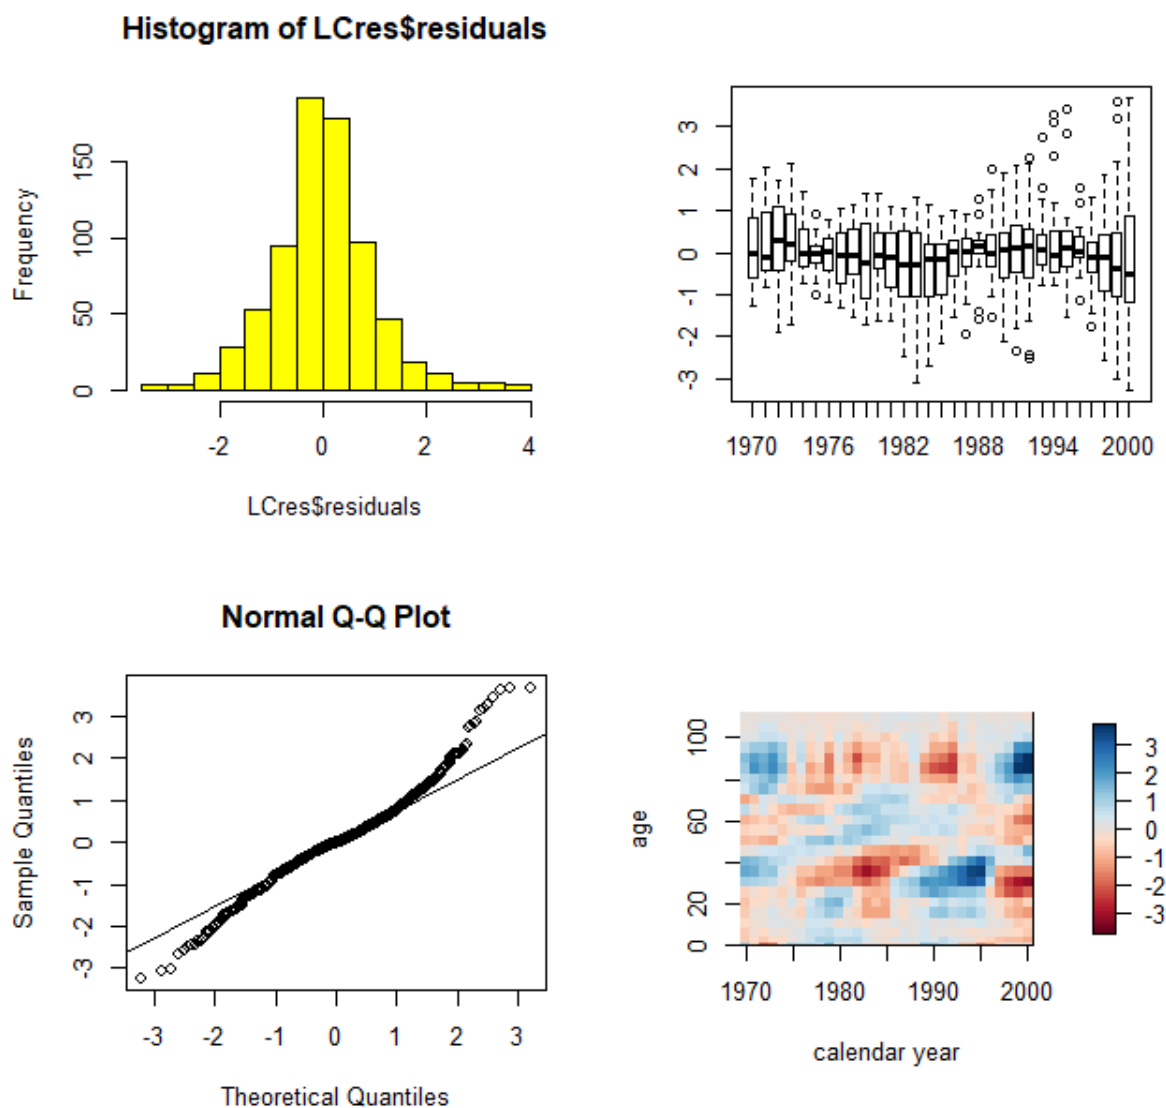 Histogram of LCres$residuals
Frequency
0 50 100 150
-2 0 2 4
LCres$residuals
-3 -2 -1 0 1 2 3
1970 1976 1982 1988 1994 2000
Normal Q-Q Plot
Sample Quantiles
-3 -2 -1 0 1 2 3
-3 -2 -1 0 1 2 3
Theoretical Quantiles
age
0 20 60 100
1970 1980 1990 2000
calendar year
3
2
1
0
-1
-2
-3